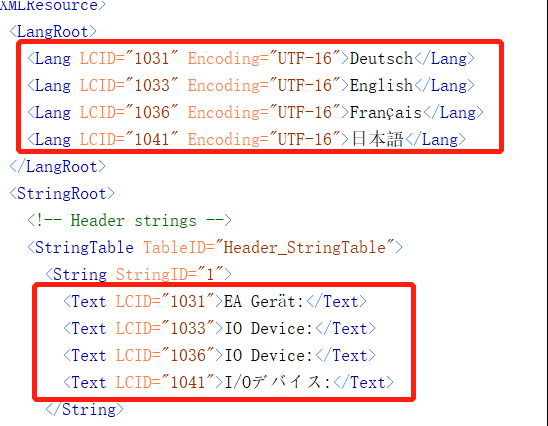 XMLResource>
<LangRoot>
<Lang LCID="1031" Encoding="UTF-16">Deutsch</Lang>
<Lang LCID="1033" Encoding="UTF-16">English</Lang>
<Lang LCID="1036" Encoding="UTF-16">Français</Lang>
<Lang LCID="1041" Encoding="UTF-16">日本語</Lang>
</LangRoot>
<StringRoot>
<!-- Header strings -->
<StringTable TableID="Header_StringTable">
<String StringID="1">
<Text LCID="1031">EA Gerät:</Text>
<Text LCID="1033">IO Device:</Text>
<Text LCID="1036">IO Device:</Text>
<Text LCID="1041">I/Oデバイス:</Text>
</String>